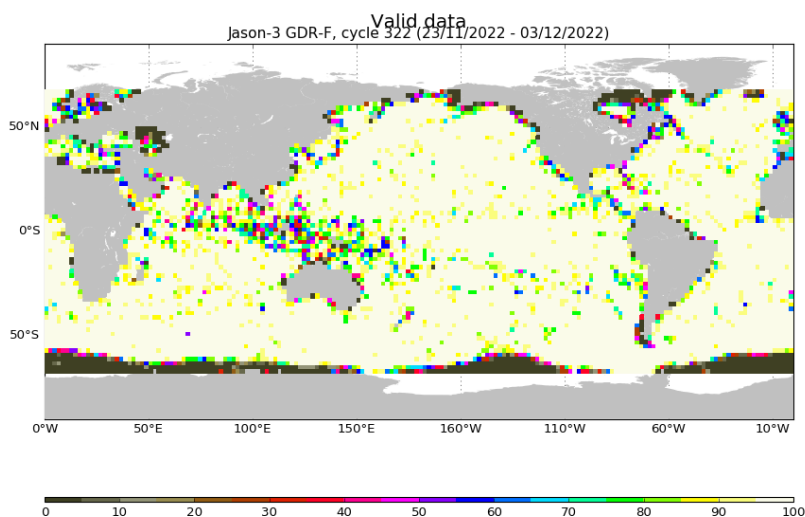 Valid data
Jason-3 GDR-F, cycle 322 (23/11/2022 - 03/12/2022)
50°N
0°S
50°S
0°W 50°E 100°E 150°E 160°W 110°W 60°W 10°W
0 10 20 30 40 50 60 70 80 90 100